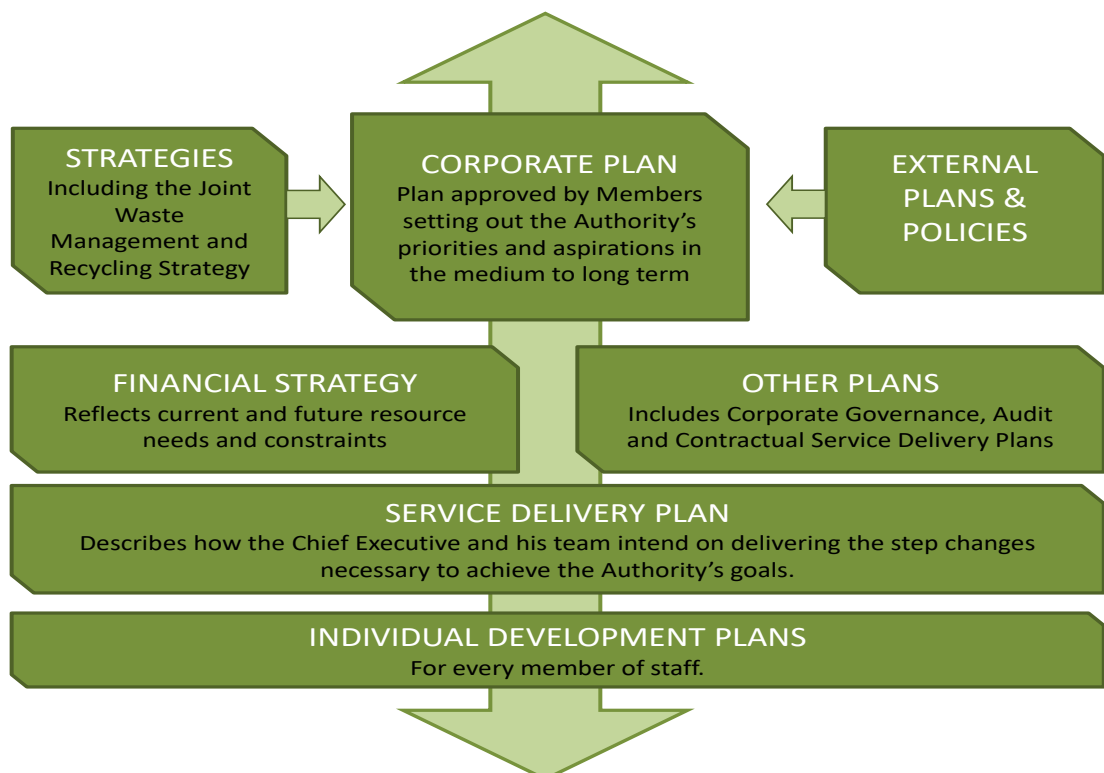 STRATEGIES
Including the Joint
Waste
Management and
Recycling Strategy
CORPORATE PLAN
Plan approved by Members
setting out the Authority’s
priorities and aspirations in
the medium to long term
EXTERNAL
PLANS &
POLICIES
FINANCIAL STRATEGY
Reflects current and future resource
needs and constraints
OTHER PLANS
Includes Corporate Governance, Audit
and Contractual Service Delivery Plans
SERVICE DELIVERY PLAN
Describes how the Chief Executive and his team intend on delivering the step changes
necessary to achieve the Authority’s goals.
INDIVIDUAL DEVELOPMENT PLANS
For every member of staff.